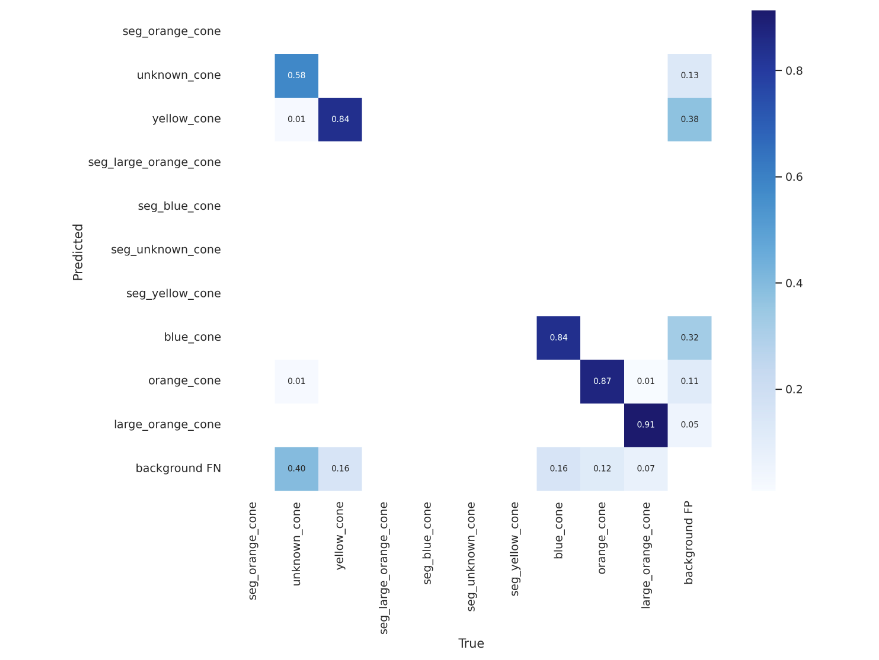 seg_orange_cone
unknown_cone 0.58 0.13
yellow_cone 0.01 0.84 0.38
seg_large_orange_cone
seg_blue_cone
seg_unknown_cone
seg_yellow_cone
blue_cone 0.84 0.32
orange_cone 0.01 0.87 0.01 0.11
large_orange_cone 0.91 0.05
background FN 0.40 0.16 0.16 0.12 0.07
Predicted
seg_orange_cone
unknown_cone
yellow_cone
seg_large_orange_cone
seg_blue_cone
seg_unknown_cone
seg_yellow_cone
blue_cone
orange_cone
large_orange_cone
background FP
True
0.8
0.6
0.4
0.2